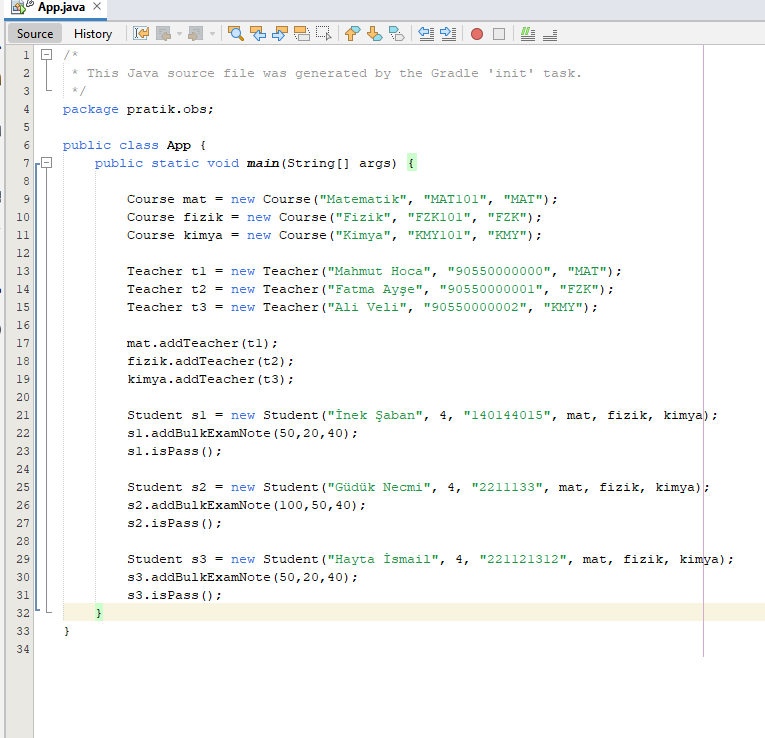 App.java
Source History
1 /*
2 * This Java source file was generated by the Gradle 'init' task.
3 */
4 package pratik.obs;
5
6 public class App {
7 public static void main(String[] args) {
8
9 Course mat = new Course("Matematik", "MAT101", "MAT");
10 Course fizik = new Course("Fizik", "FZK101", "FZK");
11 Course kimya = new Course("Kimya", "KMY101", "KMY");
12
13 Teacher t1 = new Teacher("Mahmut Hoca", "90550000000", "MAT");
14 Teacher t2 = new Teacher("Fatma Ayşe", "90550000001", "FZK");
15 Teacher t3 = new Teacher("Ali Veli", "90550000002", "KMY");
16
17 mat.addTeacher(t1);
18 fizik.addTeacher(t2);
19 kimya.addTeacher(t3);
20
21 Student s1 = new Student("İnek Şaban", 4, "140144015", mat, fizik, kimya);
22 s1.addBulkExamNote(50,20,40);
23 s1.isPass();
24
25 Student s2 = new Student("Güdük Necmi", 4, "2211133", mat, fizik, kimya);
26 s2.addBulkExamNote(100,50,40);
27 s2.isPass();
28
29 Student s3 = new Student("Hayta İsmail", 4, "221121312", mat, fizik, kimya);
30 s3.addBulkExamNote(50,20,40);
31 s3.isPass();
32 }
33 }
34